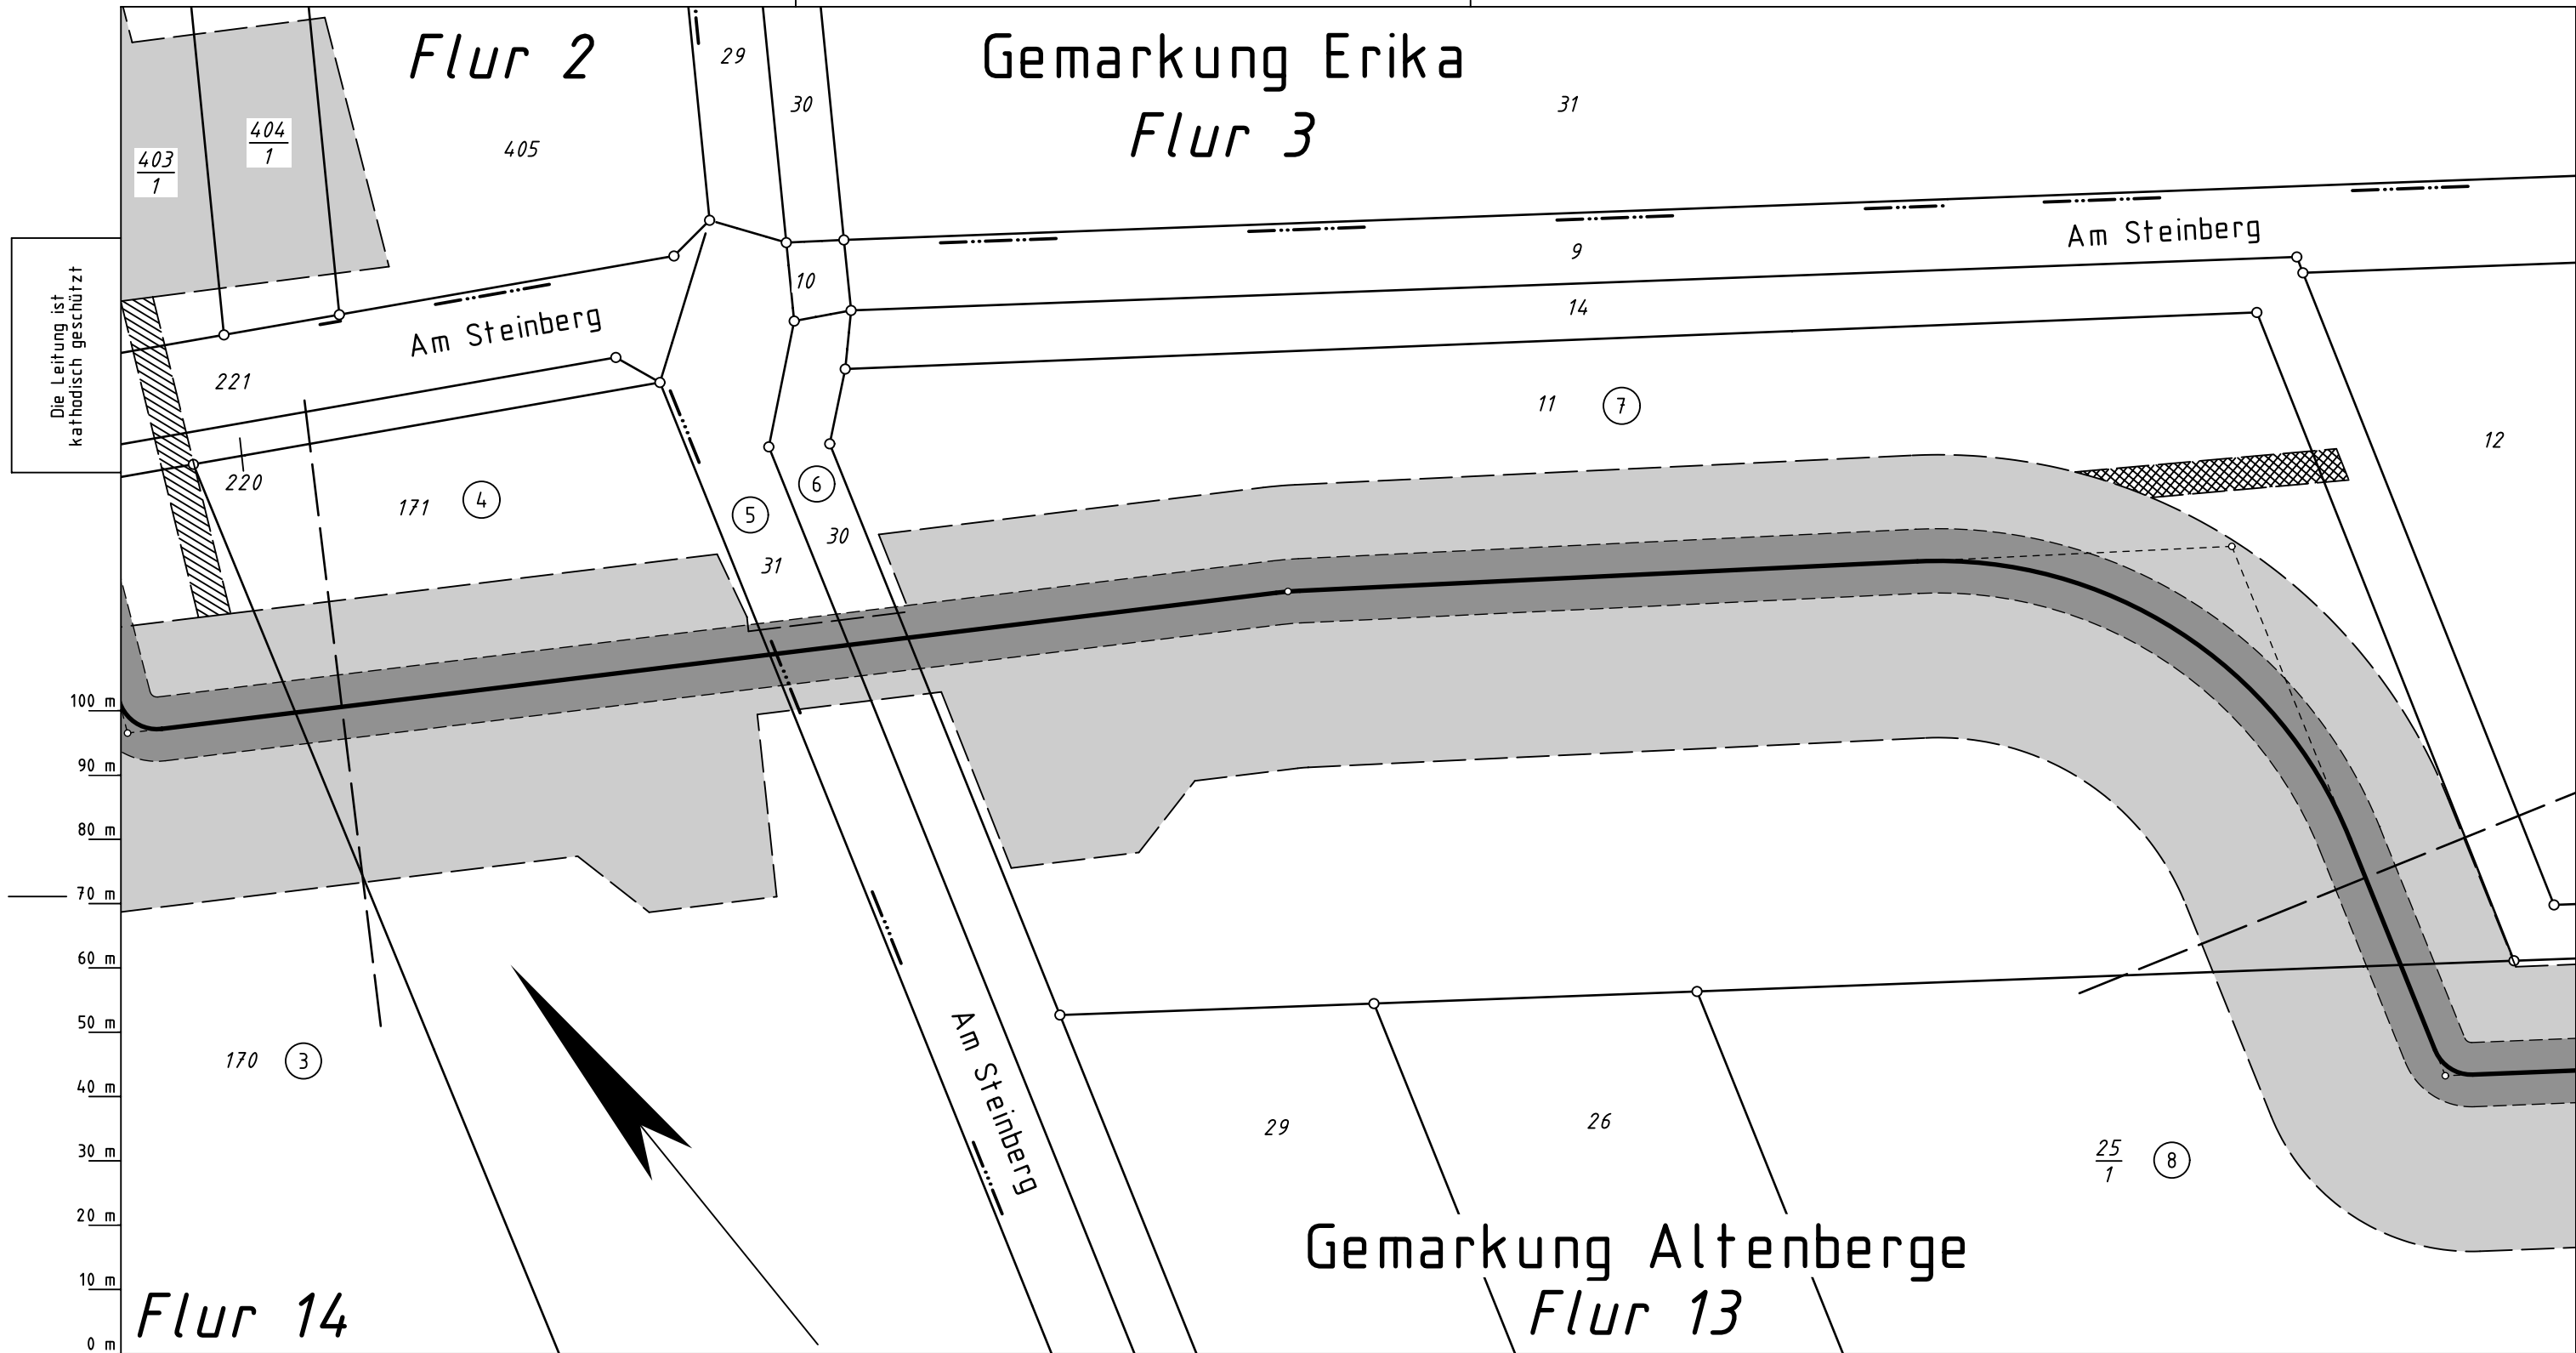 Flur 2
Gemarkung Erika
Flur 3
29
30
31
405
403
1
404
1
Die Leitung ist
kathodisch geschützt
Am Steinberg
Am Steinberg
9
10
14
221
220
171
4
5
6
30
31
11
7
12
100 m
90 m
80 m
70 m
60 m
50 m
40 m
30 m
20 m
10 m
0 m
170
3
Am Steinberg
29
26
25
1
8
Gemarkung Altenberge
Flur 13
Flur 14